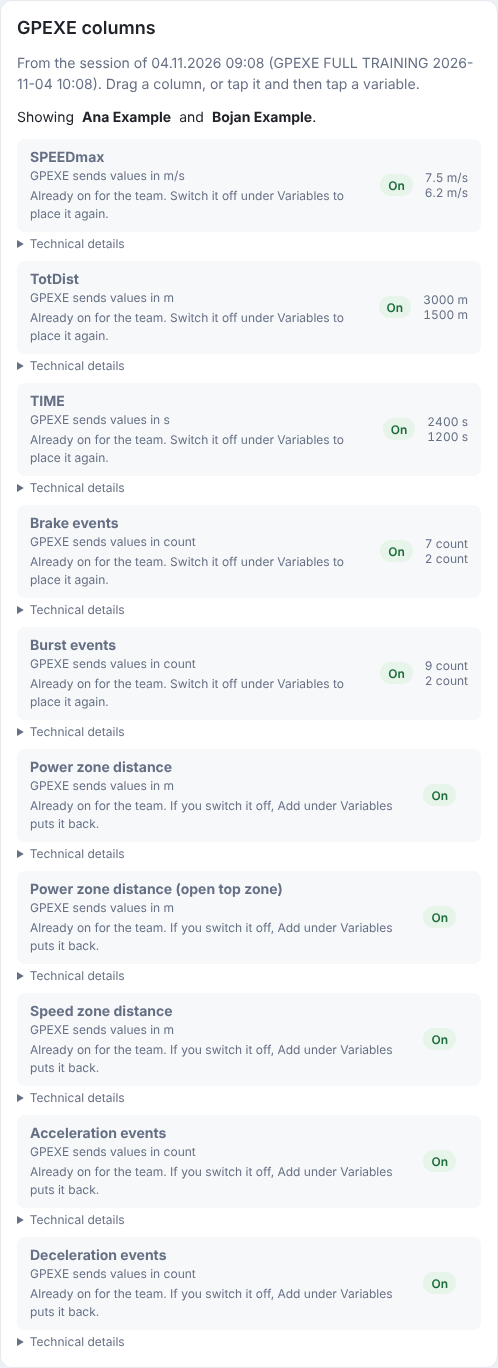 GPEXE columns
From the session of 04.11.2026 09:08 (GPEXE FULL TRAINING 2026-
11-04 10:08). Drag a column, or tap it and then tap a variable.
Showing Ana Example and Bojan Example.
SPEEDmax
GPEXE sends values in m/s
Already on for the team. Switch it off under Variables to
place it again.
On
7.5 m/s
6.2 m/s
Technical details
TotDist
GPEXE sends values in m
Already on for the team. Switch it off under Variables to
place it again.
On
3000 m
1500 m
Technical details
TIME
GPEXE sends values in s
Already on for the team. Switch it off under Variables to
place it again.
On
2400 s
1200 s
Technical details
Brake events
GPEXE sends values in count
Already on for the team. Switch it off under Variables to
place it again.
On
7 count
2 count
Technical details
Burst events
GPEXE sends values in count
Already on for the team. Switch it off under Variables to
place it again.
On
9 count
2 count
Technical details
Power zone distance
GPEXE sends values in m
Already on for the team. If you switch it off, Add under Variables
puts it back.
On
Technical details
Power zone distance (open top zone)
GPEXE sends values in m
Already on for the team. If you switch it off, Add under Variables
puts it back.
On
Technical details
Speed zone distance
GPEXE sends values in m
Already on for the team. If you switch it off, Add under Variables
puts it back.
On
Technical details
Acceleration events
GPEXE sends values in count
Already on for the team. If you switch it off, Add under Variables
puts it back.
On
Technical details
Deceleration events
GPEXE sends values in count
Already on for the team. If you switch it off, Add under Variables
puts it back.
On
Technical details